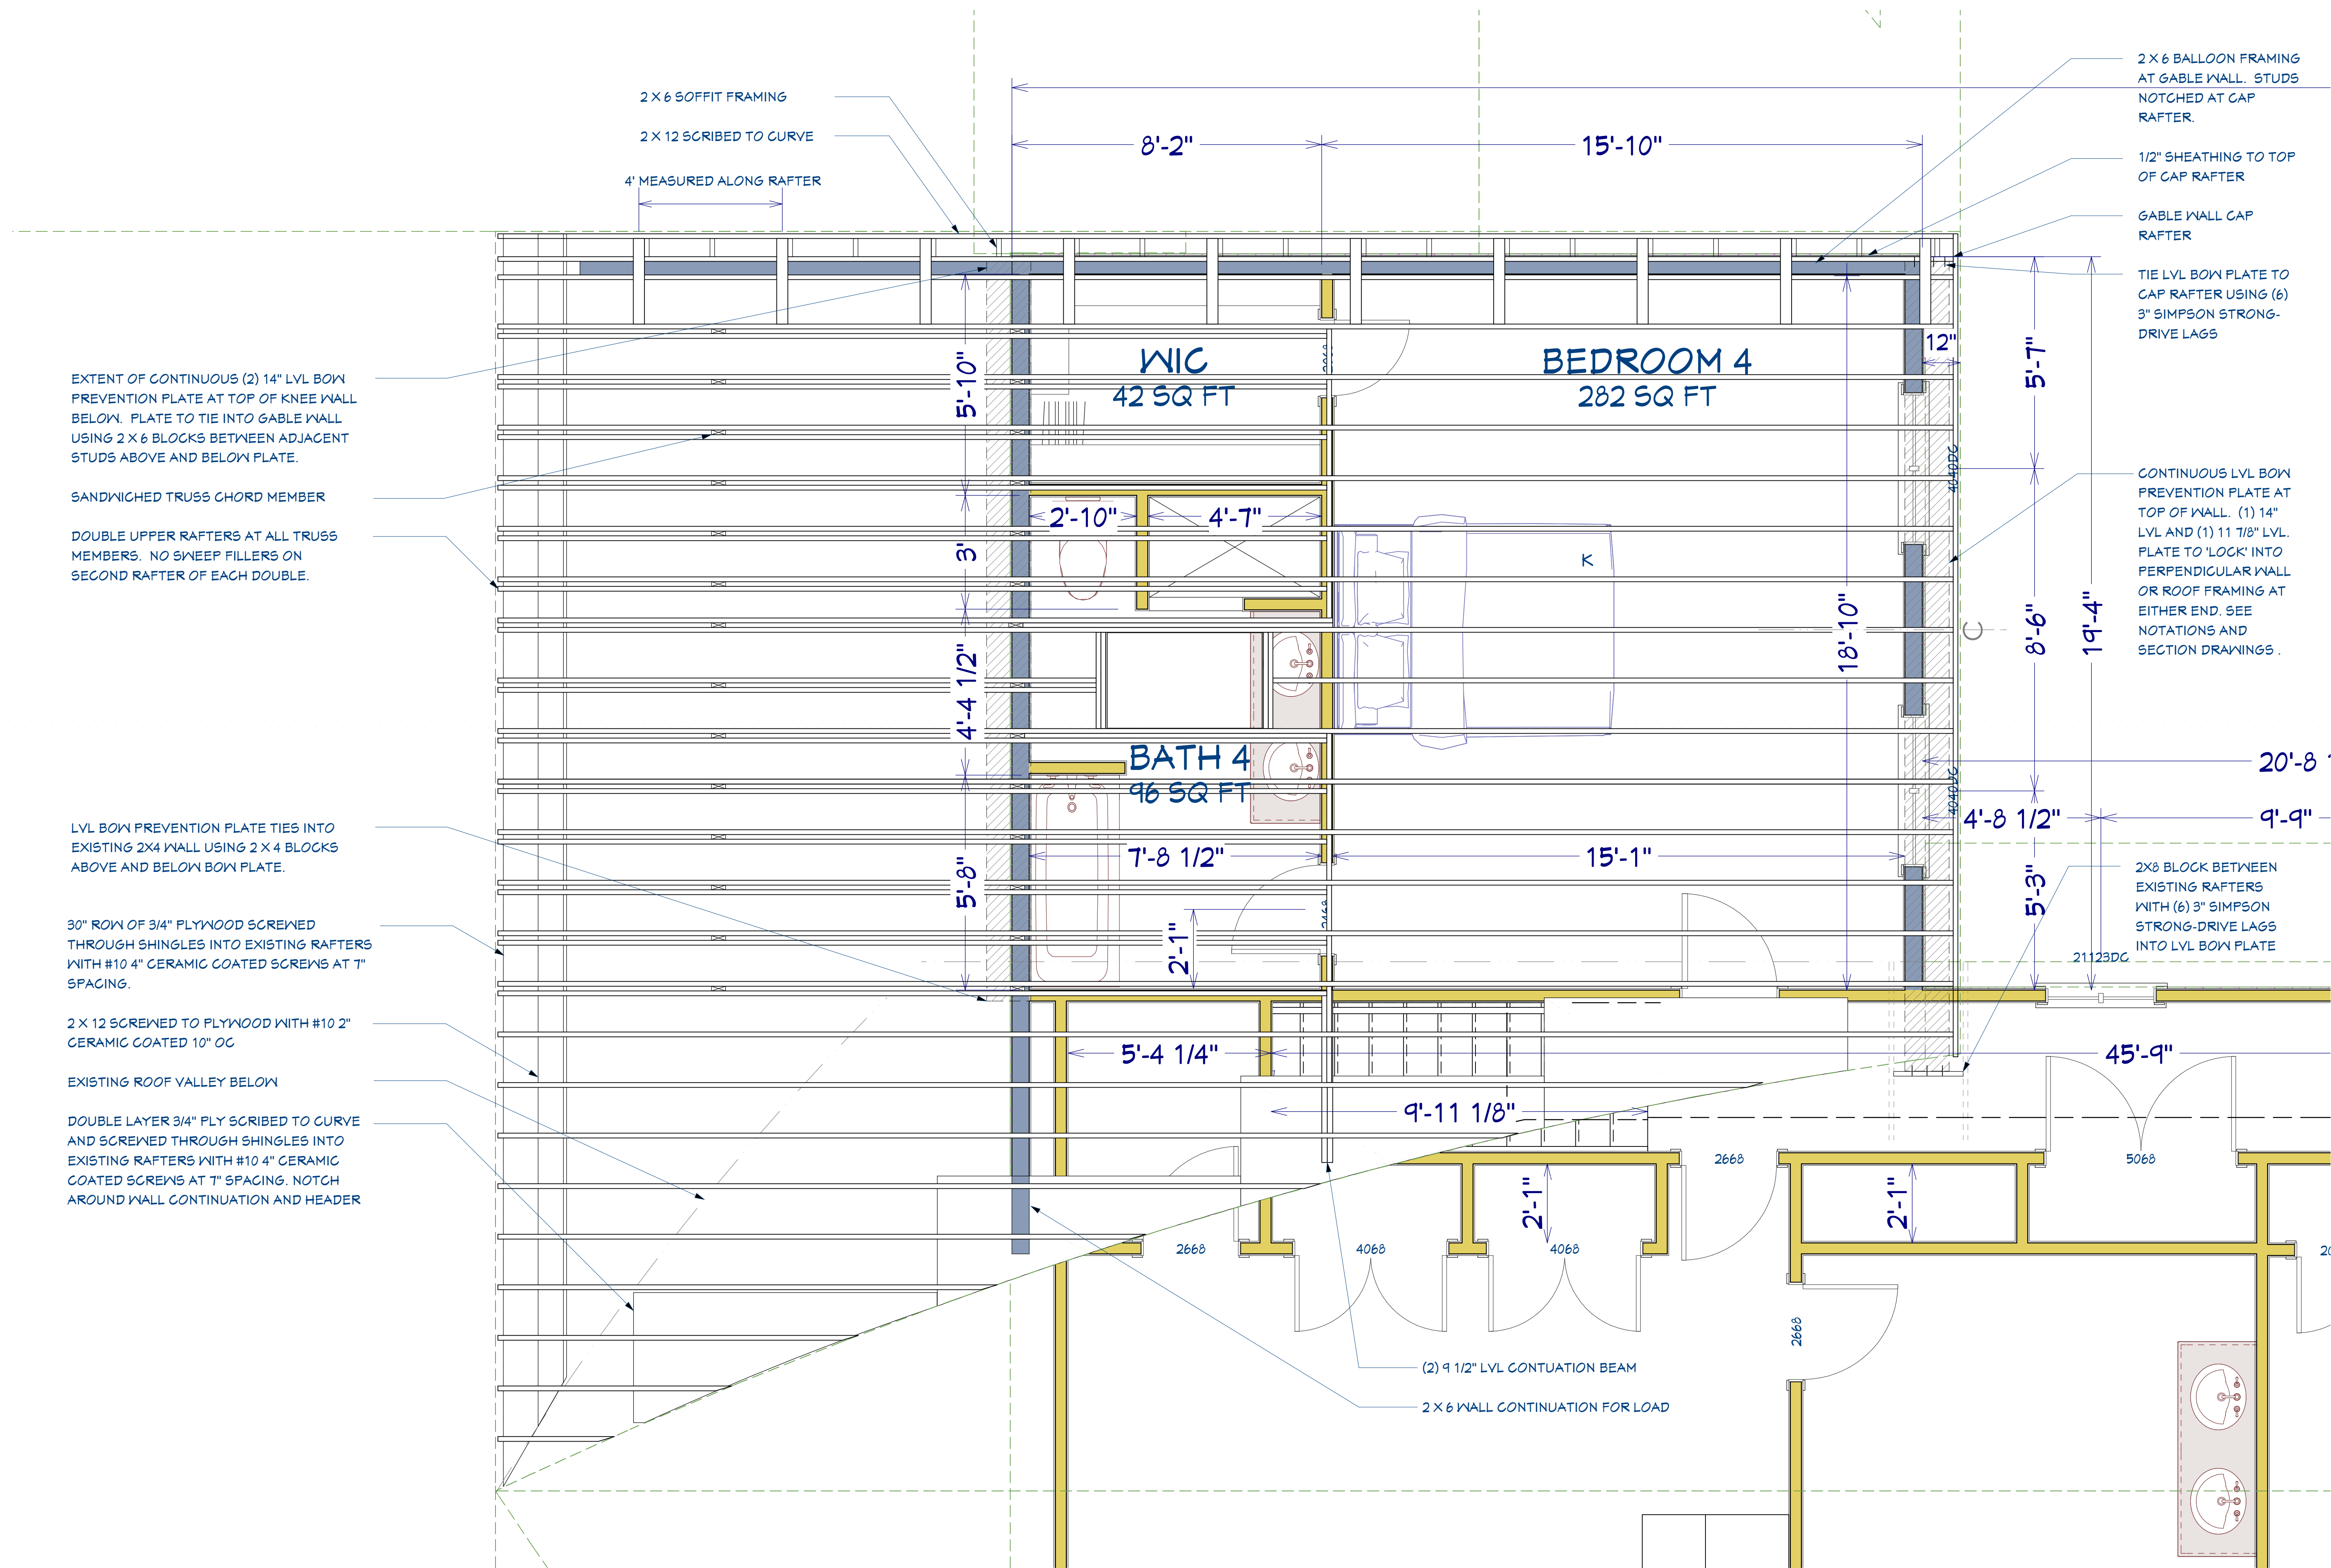 2 X 6 SOFFIT FRAMING
2 X 12 SCRIBED TO CURVE
4' MEASURED ALONG RAFTER
8'-2"
15'-10"
2 X 6 BALLOON FRAMING
AT GABLE WALL. STUDS
NOTCHED AT CAP
RAFTER.
1/2" SHEATHING TO TOP
OF CAP RAFTER
GABLE WALL CAP
RAFTER
TIE LVL BOW PLATE TO
CAP RAFTER USING (6)
3" SIMPSON STRONG-
DRIVE LAGS
CONTINUOUS LVL BOW
PREVENTION PLATE AT
TOP OF WALL. (1) 14"
LVL AND (1) 11 7/8" LVL.
PLATE TO 'LOCK' INTO
PERPENDICULAR WALL
OR ROOF FRAMING AT
EITHER END. SEE
NOTATIONS AND
SECTION DRAWINGS .
2X8 BLOCK BETWEEN
EXISTING RAFTERS
WITH (6) 3" SIMPSON
STRONG-DRIVE LAGS
INTO LVL BOW PLATE
EXTENT OF CONTINUOUS (2) 14" LVL BOW
PREVENTION PLATE AT TOP OF KNEE WALL
BELOW. PLATE TO TIE INTO GABLE WALL
USING 2 X 6 BLOCKS BETWEEN ADJACENT
STUDS ABOVE AND BELOW PLATE.
SANDWICHED TRUSS CHORD MEMBER
DOUBLE UPPER RAFTERS AT ALL TRUSS
MEMBERS. NO SWEEP FILLERS ON
SECOND RAFTER OF EACH DOUBLE.
LVL BOW PREVENTION PLATE TIES INTO
EXISTING 2X4 WALL USING 2 X 4 BLOCKS
ABOVE AND BELOW BOW PLATE.
30" ROW OF 3/4" PLYWOOD SCREWED
THROUGH SHINGLES INTO EXISTING RAFTERS
WITH #10 4" CERAMIC COATED SCREWS AT 7"
SPACING.
2 X 12 SCREWED TO PLYWOOD WITH #10 2"
CERAMIC COATED 10" OC
EXISTING ROOF VALLEY BELOW
DOUBLE LAYER 3/4" PLY SCRIBED TO CURVE
AND SCREWED THROUGH SHINGLES INTO
EXISTING RAFTERS WITH #10 4" CERAMIC
COATED SCREWS AT 7" SPACING. NOTCH
AROUND WALL CONTINUATION AND HEADER
WIC
42 SQ FT
BEDROOM 4
282 SQ FT
12"
5'-10"
5'-7"
4040DC
2'-10"
4'-7"
3'
K
18'-10"
8'-6"
19'-4"
C
4'-4 1/2"
BATH 4
96 SQ FT
4040DC
20'-8
4'-8 1/2"
9'-9"
7'-8 1/2"
15'-1"
5'-8"
5'-3"
2468
2'-1"
21123DC
5'-4 1/4"
45'-9"
9'-11 1/8"
2668
5068
2'-1"
2'-1"
2668
4068
4068
2668
(2) 9 1/2" LVL CONTUATION BEAM
2 X 6 WALL CONTINUATION FOR LOAD